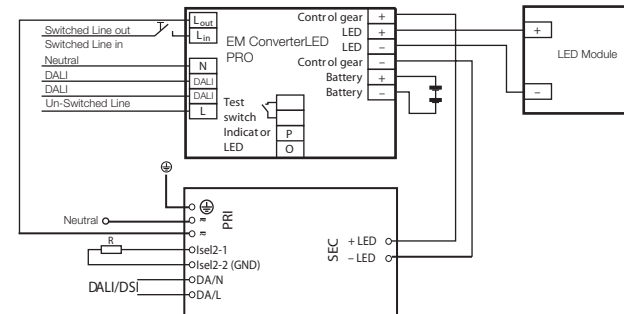 Switched Line out
Switched Line in
Neutral
DALI
DALI
Un-Switched Line
Lout
Lin
N
DALI
DALI
L
EM ConverterLED
PRO
Test
switch
Indicator
LED
P
O
Control gear +
LED +
LED –
Control gear –
Battery +
Battery –
+
–
LED Module
Neutral
R
PRI
≂
≂
Isel2-1
Isel2-2 (GND)
DA/N
DA/L
DALI/DSI
SEC
+ LED
– LED